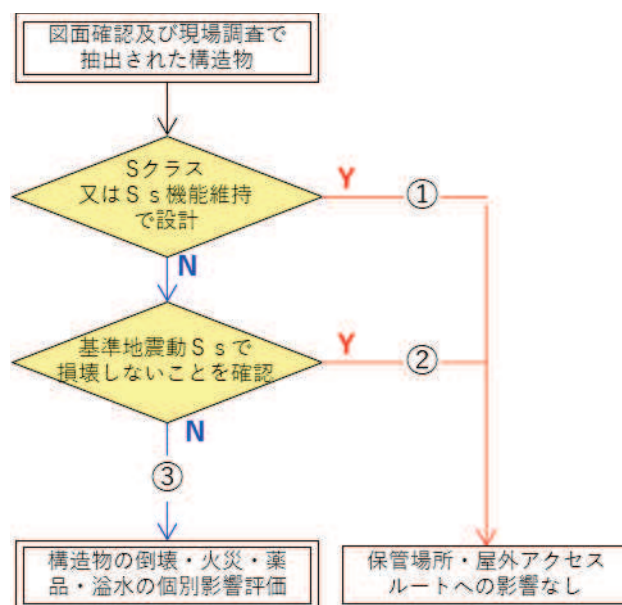 図面確認及び現場調査で
抽出された構造物
Sクラス
又はＳｓ機能維持
で設計
Y
①
N
基準地震動Ｓｓで
損壊しないことを確認
Y
②
N
③
構造物の倒壊・火災・薬
品・溢水の個別影響評価
保管場所・屋外アクセス
ルートへの影響なし